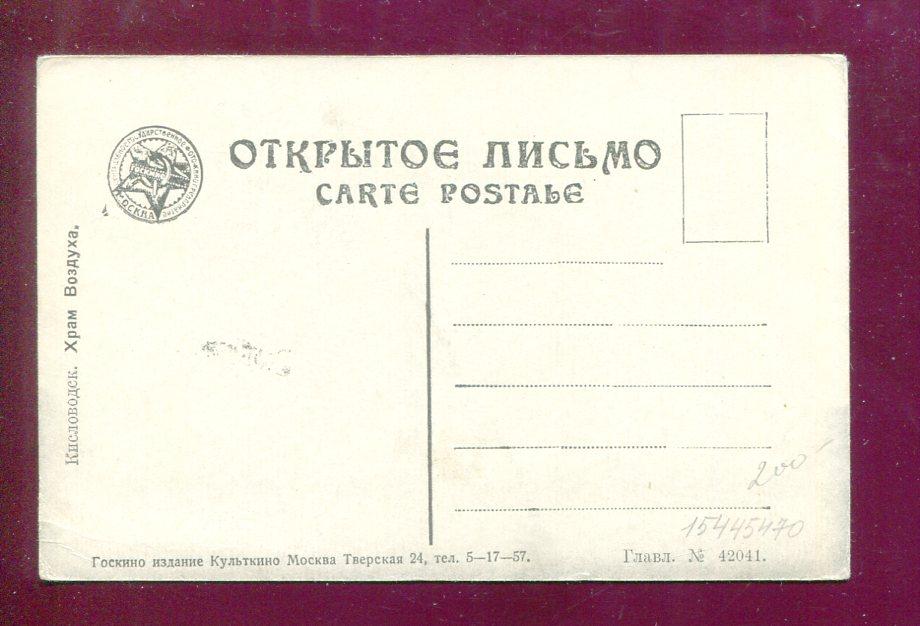 ОТКРЫТОЕ ПИСЬМО
CARTE POSTALE
МОСКВА
Кисловодск. Храм Воздуха.
200
15445470
Госкино издание Культкино Москва Тверская 24, тел. 5—17—57.
Главл. № 42041.